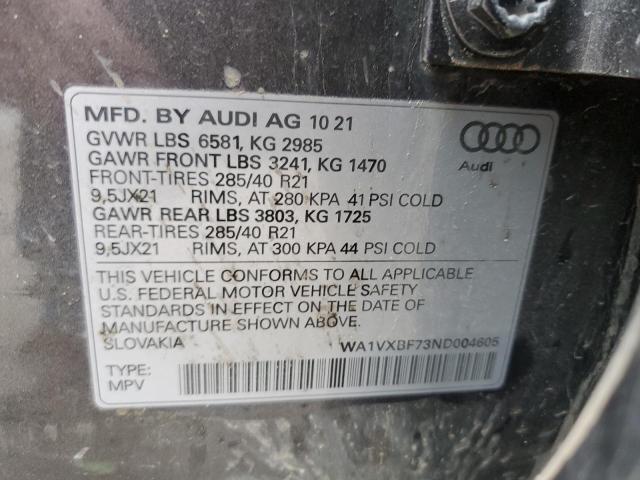 MFD. BY AUDI AG 10 21
GVWR LBS 6581, KG 2985
GAWR FRONT LBS 3241, KG 1470
FRONT-TIRES 285/40 R21
9,5JX21 RIMS, AT 280 KPA 41 PSI COLD
GAWR REAR LBS 3803, KG 1725
REAR-TIRES 285/40 R21
9,5JX21 RIMS, AT 300 KPA 44 PSI COLD
Audi
THIS VEHICLE CONFORMS TO ALL APPLICABLE
U.S. FEDERAL MOTOR VEHICLE SAFETY
STANDARDS IN EFFECT ON THE DATE OF
MANUFACTURE SHOWN ABOVE.
SLOVAKIA WA1VXBF73ND004605
TYPE:
MPV